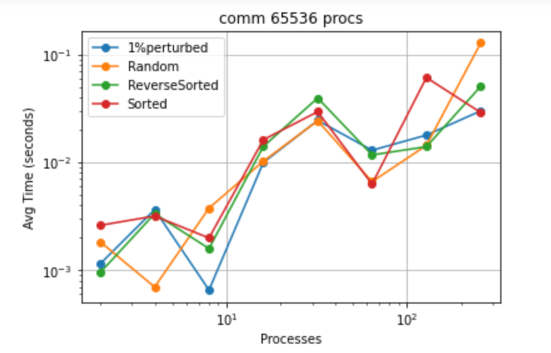 comm 65536 procs
1%perturbed
Random
ReverseSorted
Sorted
Avg Time (seconds)
10⁻¹
10⁻²
10⁻³
10¹
10²
Processes